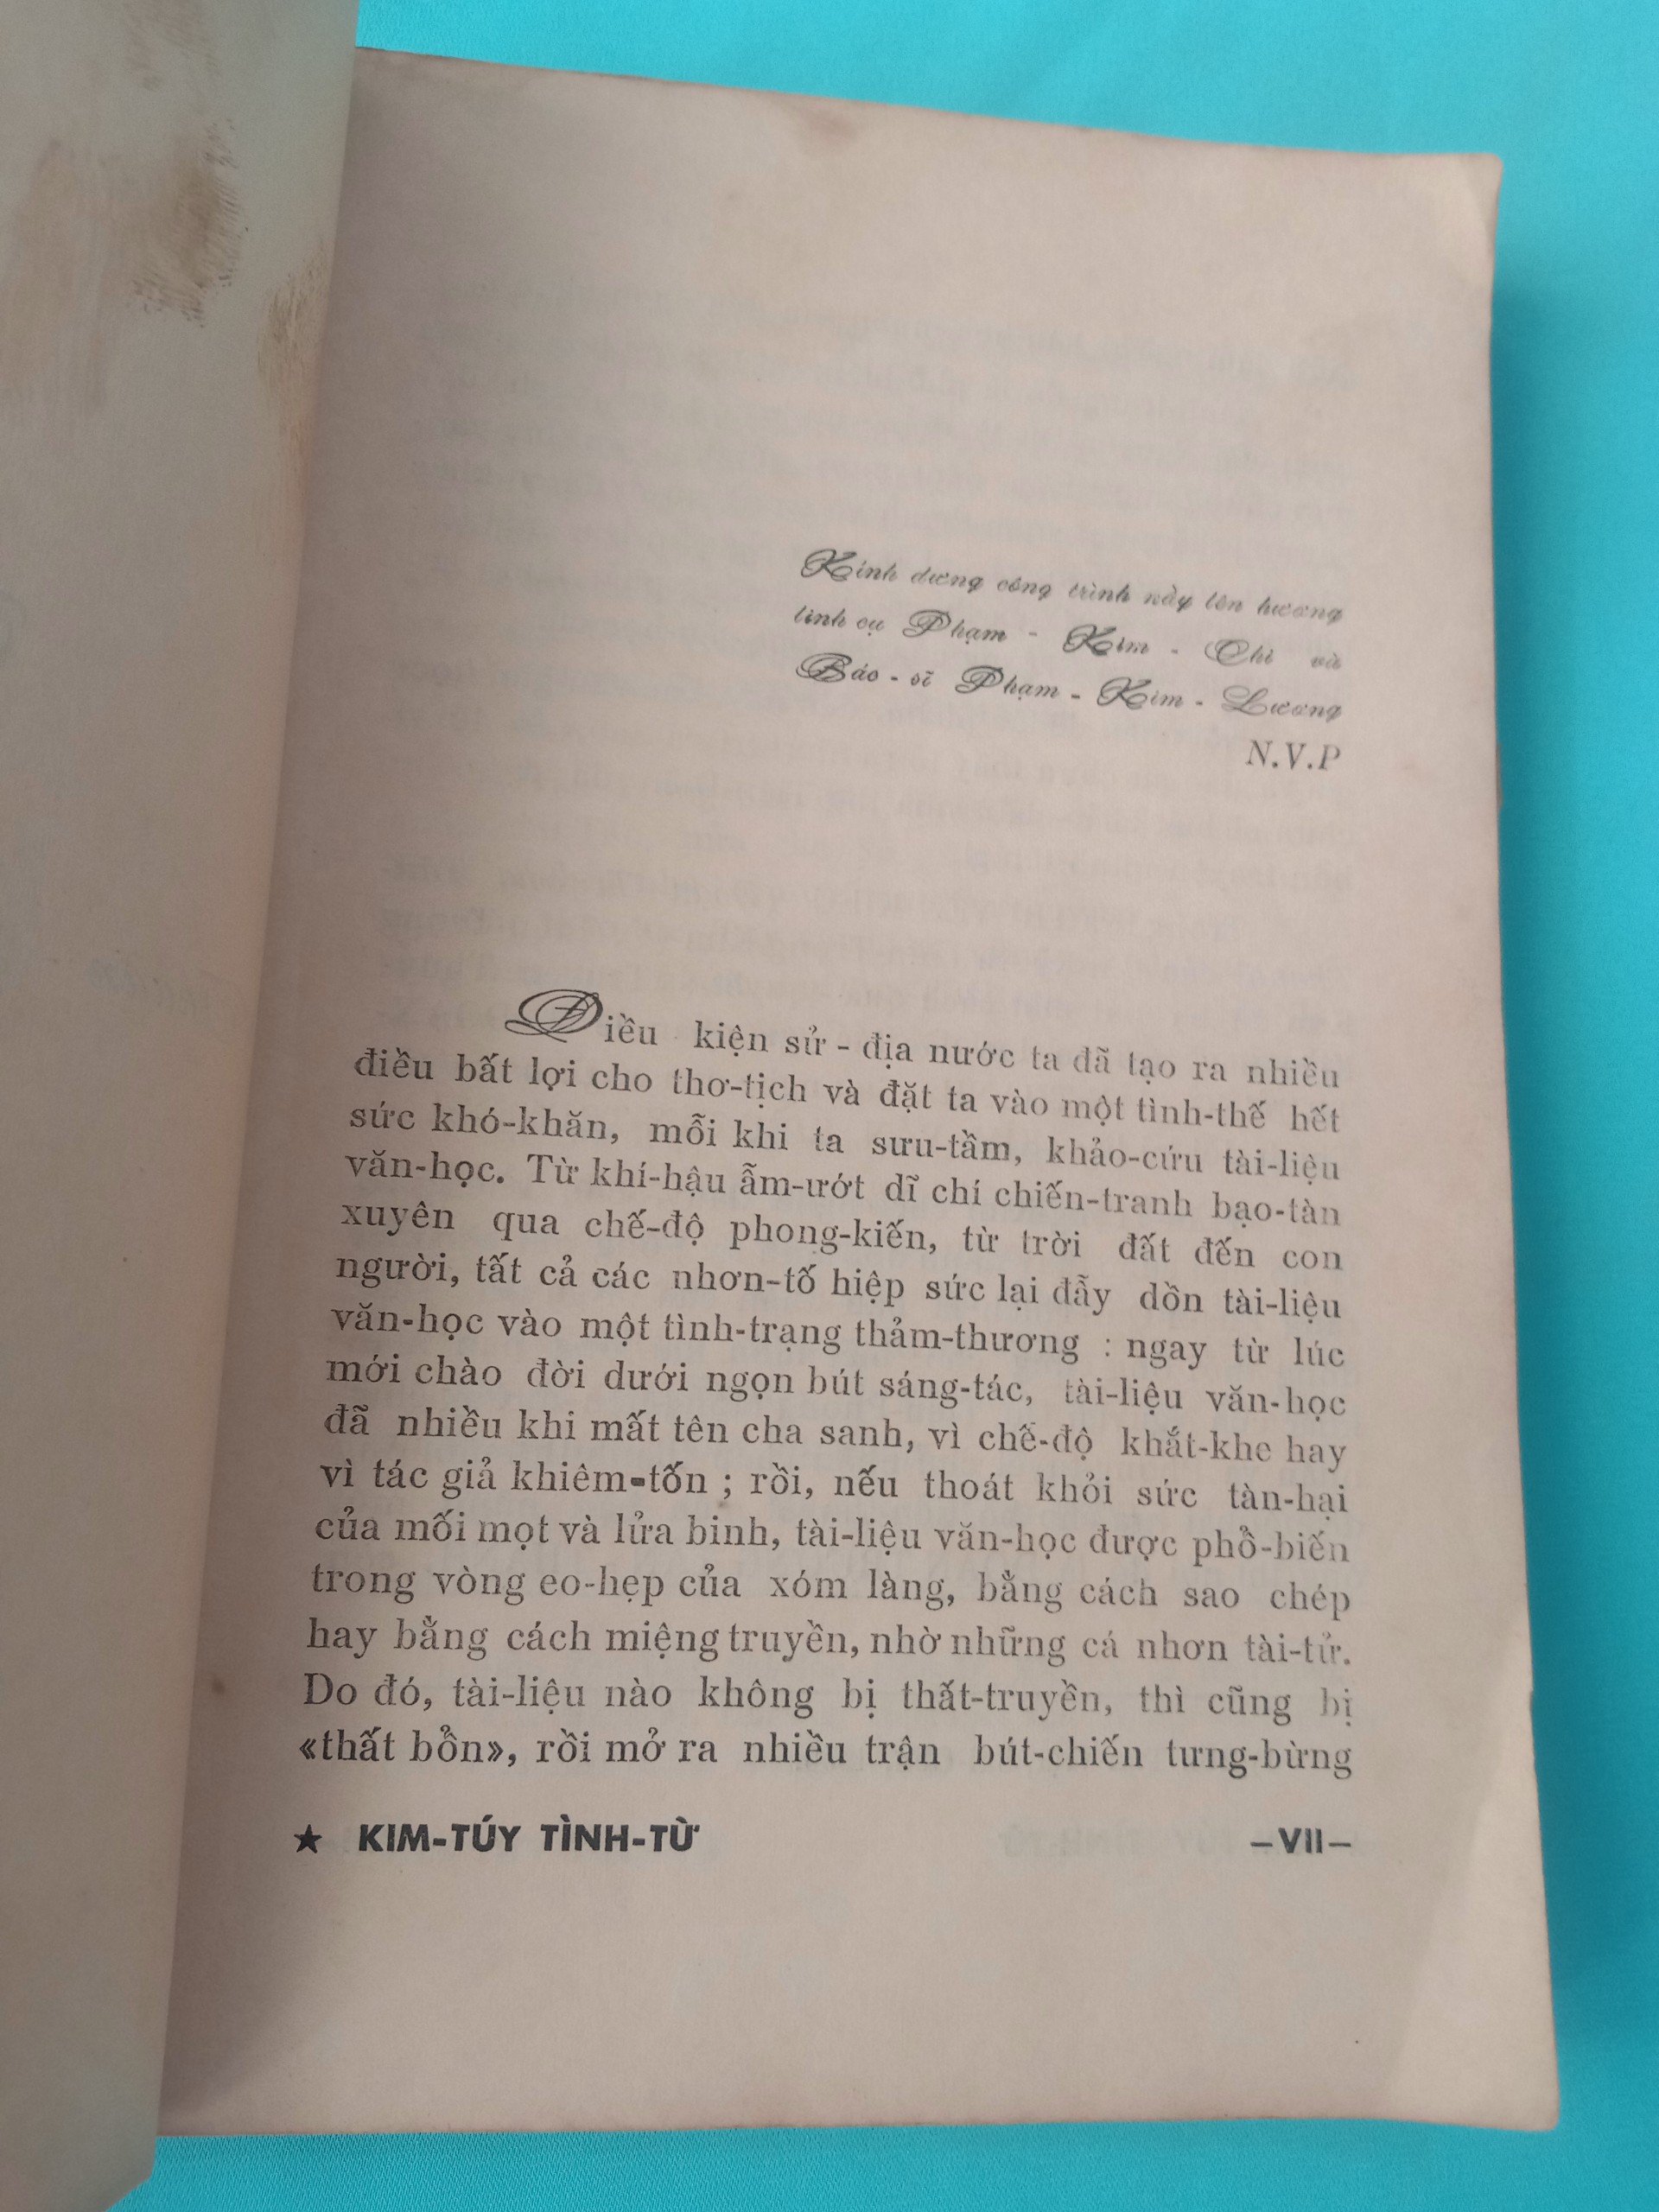 Kính dưng công trình này lên hương
linh cụ Phạm - Kim - Chi và
Báo - sĩ Phạm - Kim - Lương
N.V.P
Điều kiện sử - địa nước ta đã tạo ra nhiều
điều bất lợi cho thơ-tịch và đặt ta vào một tình-thế hết
sức khó-khăn, mỗi khi ta sưu-tầm, khảo-cứu tài-liệu
văn-học. Từ khí-hậu ẩm-ướt dĩ chí chiến-tranh bạo-tàn
xuyên qua chế-độ phong-kiến, từ trời đất đến con
người, tất cả các nhơn-tố hiệp sức lại đẩy dồn tài-liệu
văn-học vào một tình-trạng thảm-thương : ngay từ lúc
mới chào đời dưới ngọn bút sáng-tác, tài-liệu văn-học
đã nhiều khi mất tên cha sanh, vì chế-độ khắt-khe hay
vì tác giả khiêm-tốn ; rồi, nếu thoát khỏi sức tàn-hại
của mối mọt và lửa binh, tài-liệu văn-học được phổ-biến
trong vòng eo-hẹp của xóm làng, bằng cách sao chép
hay bằng cách miệng truyền, nhờ những cá nhơn tài-tử.
Do đó, tài-liệu nào không bị thất-truyền, thì cũng bị
«thất bổn», rồi mở ra nhiều trận bút-chiến tưng-bừng
★ KIM-TÚY TÌNH-TỪ
—VII—